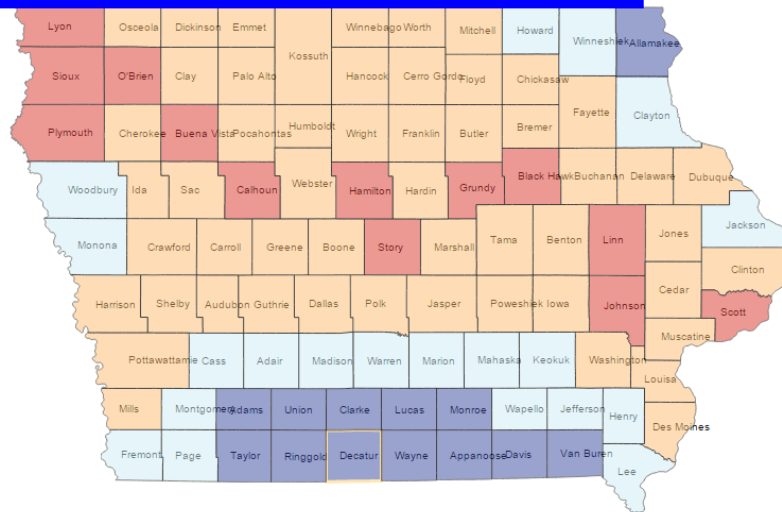 Lyon Osceola Dickinson Emmet Winnebago Worth Mitchell Howard Winneshiek Allamakee
Kossuth
Sioux O'Brien Clay Palo Alto Hancock Cerro Gordo Floyd Chickasaw
Fayette Clayton
Plymouth Cherokee Buena Vista Pocahontas Humboldt Wright Franklin Butler Bremer
Woodbury Ida Sac Calhoun Webster Hamilton Hardin Grundy Black Hawk Buchanan Delaware Dubuque
Jackson
Monona Crawford Carroll Greene Boone Story Marshall Tama Benton Linn Jones
Clinton
Harrison Shelby Audubon Guthrie Dallas Polk Jasper Poweshiek Iowa Johnson Cedar Scott
Muscatine
Pottawattamie Cass Adair Madison Warren Marion Mahaska Keokuk Washington
Louisa
Mills Montgomery Adams Union Clarke Lucas Monroe Wapello Jefferson Henry
Des Moines
Fremont Page Taylor Ringgold Decatur Wayne Appanoose Davis Van Buren
Lee